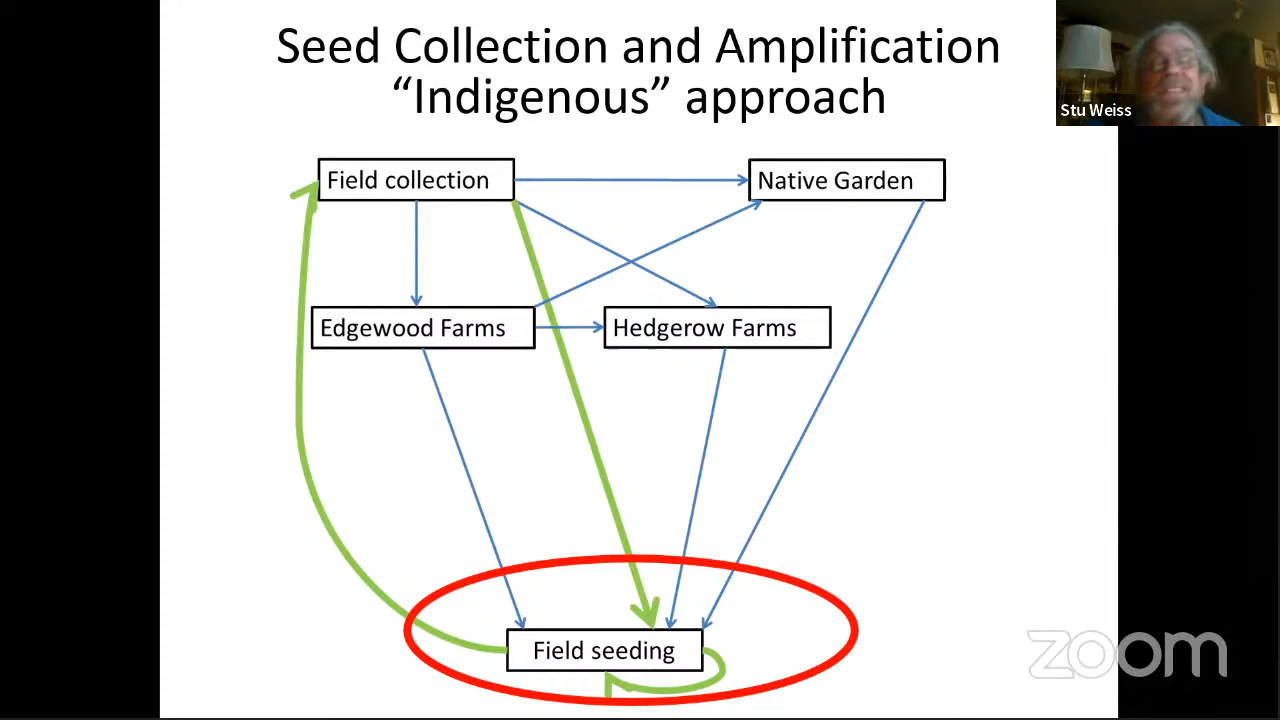 Seed Collection and Amplification
“Indigenous” approach
Stu Weiss
Field collection
Native Garden
Edgewood Farms
Hedgerow Farms
Field seeding
zoom